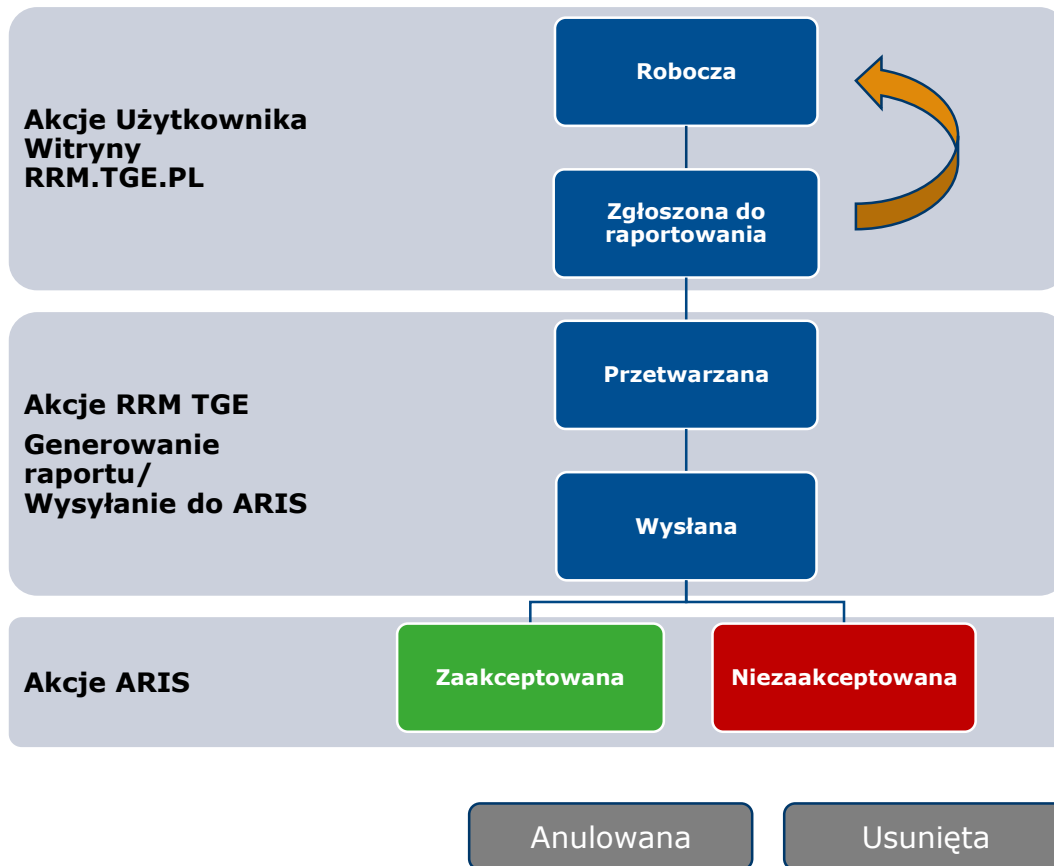 Robocza
Akcje Użytkownika
Witryny
RRM.TGE.PL
Zgłoszona do
raportowania
Przetwarzana
Akcje RRM TGE
Generowanie
raportu/
Wysyłanie do ARIS
Wysłana
Akcje ARIS
Zaakceptowana
Niezaakceptowana
Anulowana
Usunięta